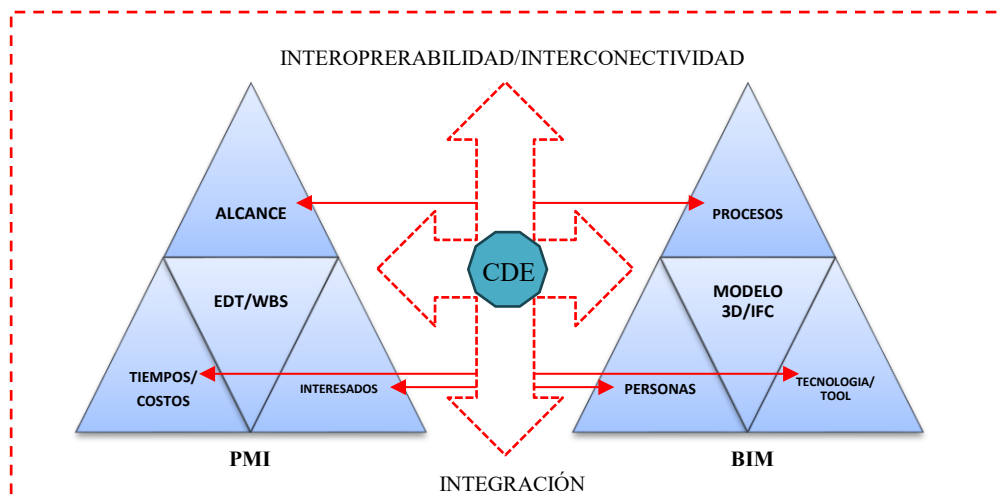 INTEROPRERABILIDAD/INTERCONECTIVIDAD
ALCANCE
PROCESOS
CDE
EDT/WBS
MODELO
3D/IFC
TIEMPOS/
COSTOS
INTERESADOS
PERSONAS
TECNOLOGIA/
TOOL
PMI
BIM
INTEGRACIÓN